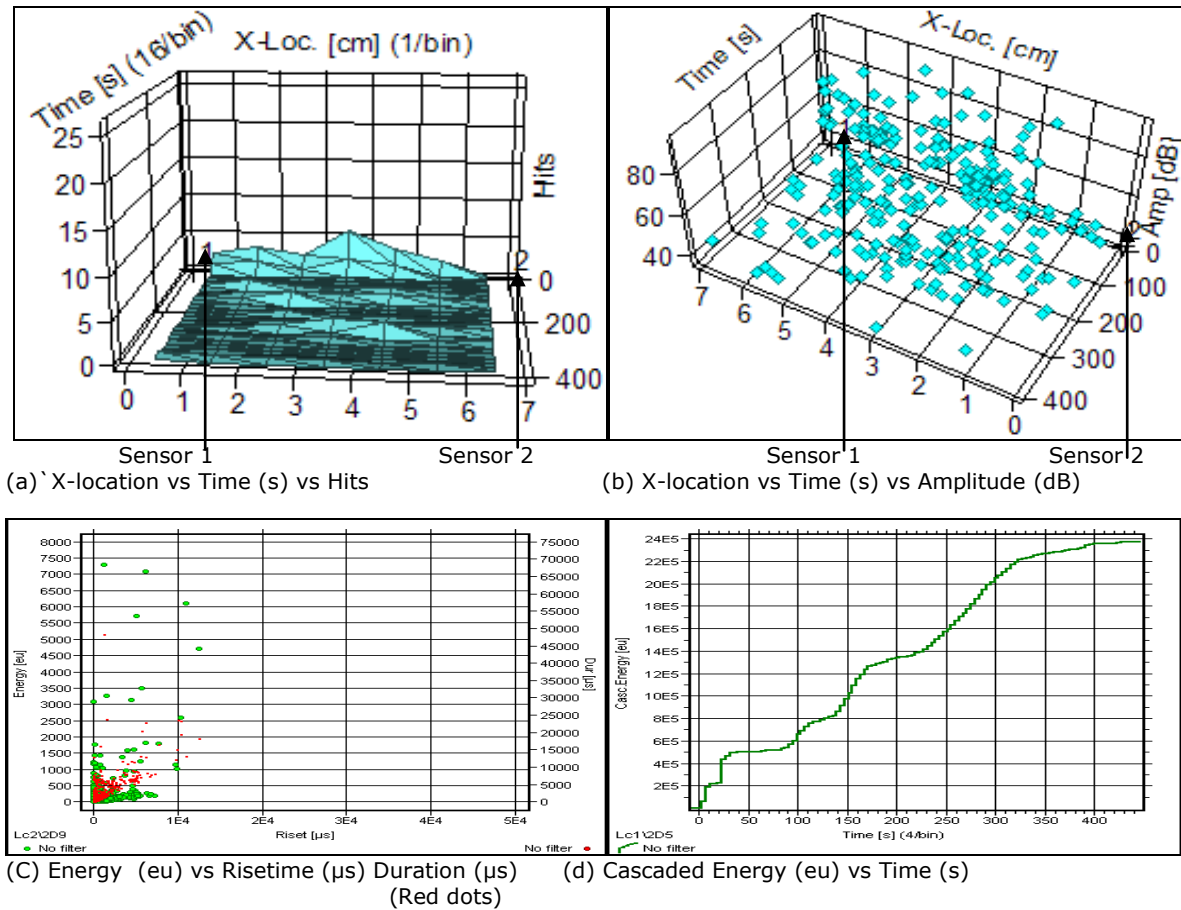 Time [s] (16/bin)
X-Loc. [cm] (1/bin)
Hits
25
20
15
10
5
0
0 1 2 3 4 5 6 7
0
200
400
1
2
Time [s]
X-Loc. [cm]
Amp [dB]
80
60
40
7 6 5 4 3 2 1 0
0
100
200
300
400
1
2
Sensor 1 Sensor 2
Sensor 1 Sensor 2
(a)`X-location vs Time (s) vs Hits
(b) X-location vs Time (s) vs Amplitude (dB)
Energy [eu]
8000
7500
7000
6500
6000
5500
5000
4500
4000
3500
3000
2500
2000
1500
1000
500
0
75000
70000
65000
60000
55000
50000
45000
40000
35000
30000
25000
20000
15000
10000
5000
0
Dur [µs]
0 1E4 2E4 3E4 4E4 5E4
Riset [µs]
Lc2\2D9
No filter
No filter
Casc.Energy [eu]
24E5
22E5
20E5
18E5
16E5
14E5
12E5
10E5
8E5
6E5
4E5
2E5
0 50 100 150 200 250 300 350 400
Time [s] (4/bin)
Lc1\2D5
No filter
(C) Energy (eu) vs Risetime (µs) Duration (µs)
(Red dots)
(d) Cascaded Energy (eu) vs Time (s)